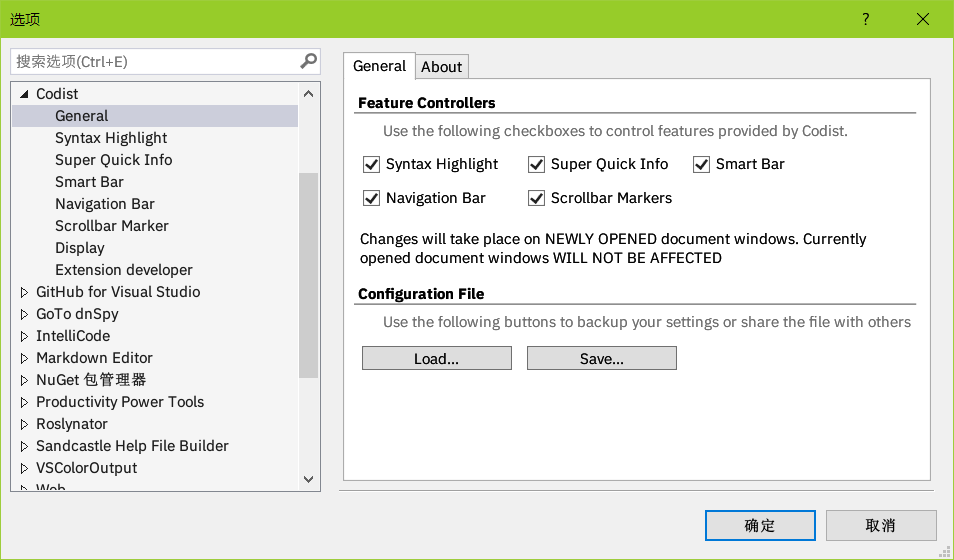 选项
?
搜索选项(Ctrl+E)
Codist
General
Syntax Highlight
Super Quick Info
Smart Bar
Navigation Bar
Scrollbar Marker
Display
Extension developer
GitHub for Visual Studio
GoTo dnSpy
IntelliCode
Markdown Editor
NuGet 包管理器
Productivity Power Tools
Roslynator
Sandcastle Help File Builder
VSColorOutput
Web
General About
Feature Controllers
Use the following checkboxes to control features provided by Codist.
Syntax Highlight Super Quick Info Smart Bar
Navigation Bar Scrollbar Markers
Changes will take place on NEWLY OPENED document windows. Currently
opened document windows WILL NOT BE AFFECTED
Configuration File
Use the following buttons to backup your settings or share the file with others
Load... Save...
确定 取消